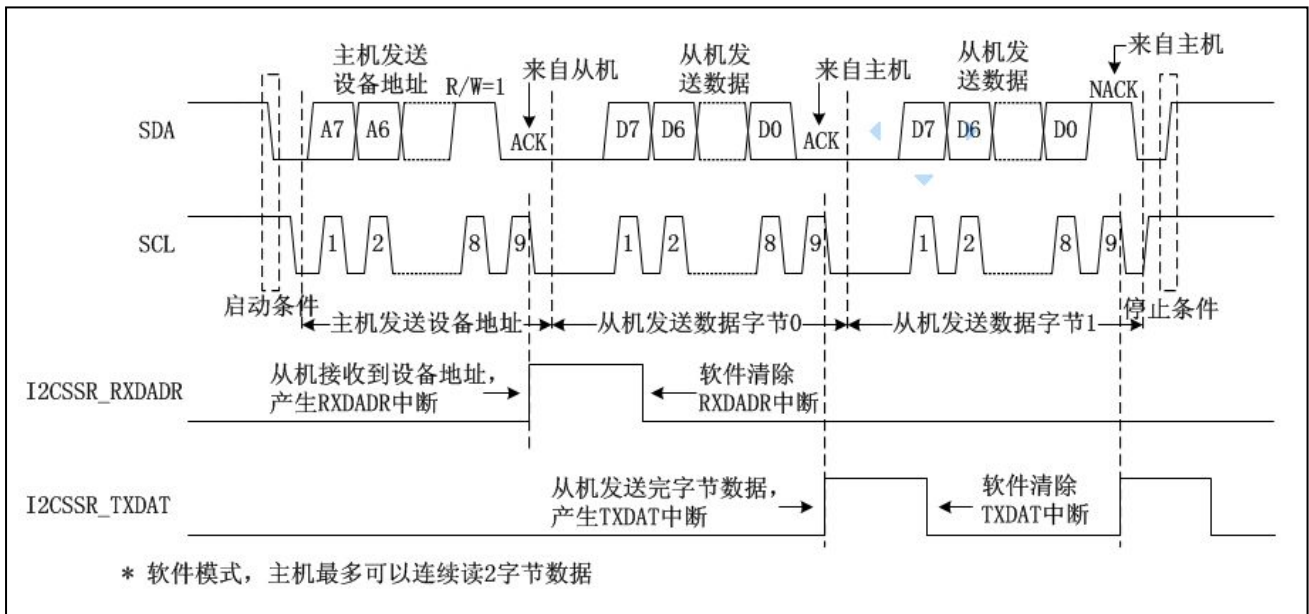 主机发送
设备地址
R/W=1
来自从机
从机发
送数据
来自主机
从机发
送数据
来自主机
NACK
SDA
A7
A6
ACK
D7
D6
D0
ACK
D7
D6
D0
SCL
1
2
8
9
1
2
8
9
1
2
8
9
启动条件
主机发送设备地址
从机发送数据字节0
从机发送数据字节1
停止条件
I2CSSR_RXDADR
从机接收到设备地址，
产生RXDADR中断
软件清除
RXDADR中断
I2CSSR_TXDAT
从机发送完字节数据，
产生TXDAT中断
软件清除
TXDAT中断
* 软件模式，主机最多可以连续读2字节数据